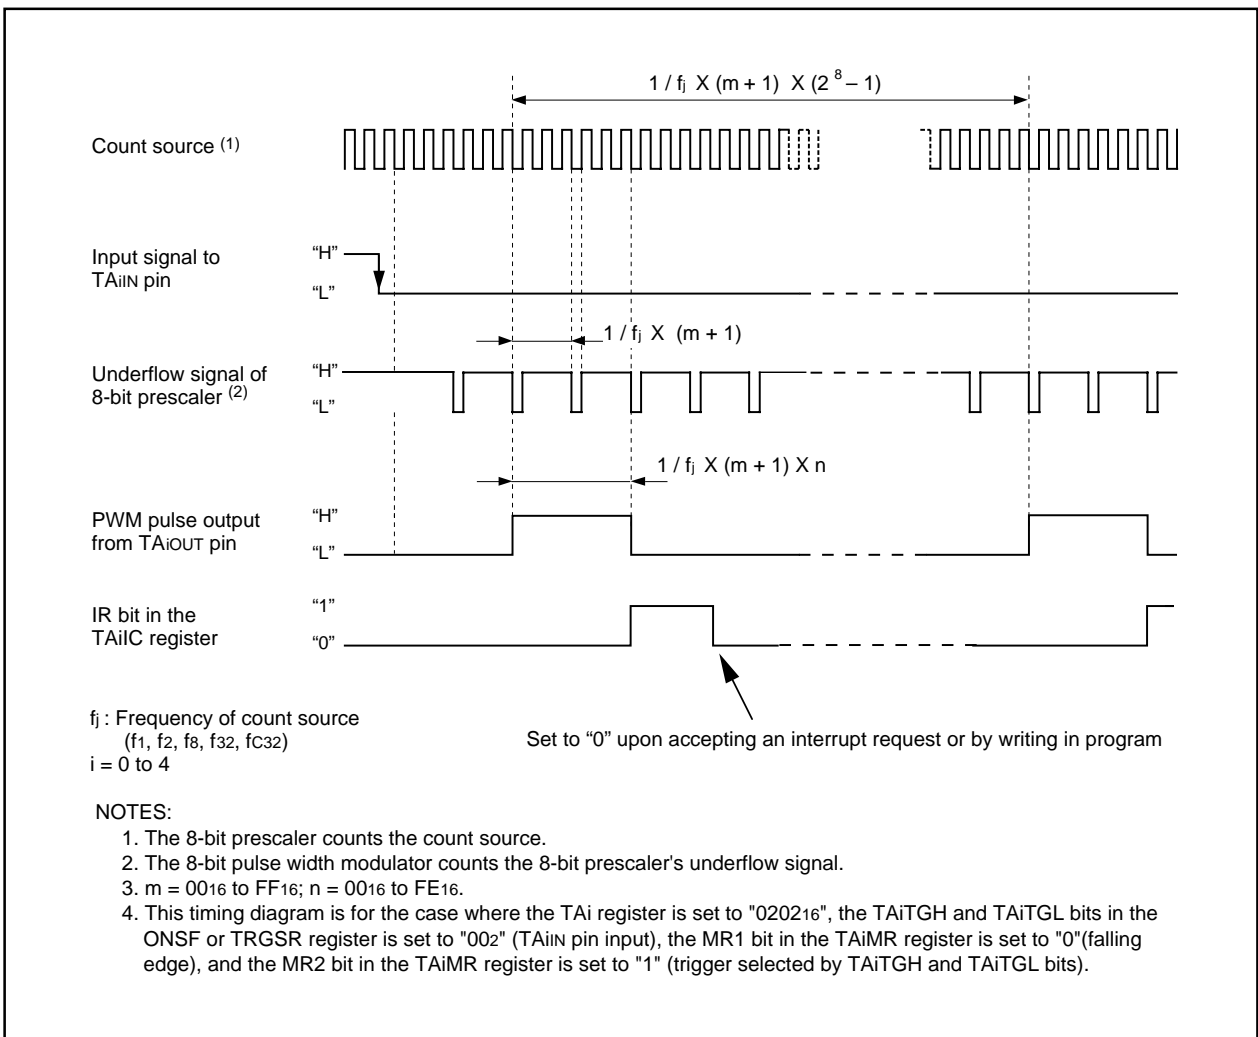 1 / fj X (m + 1) X (2 8 – 1)
Count source (1)
Input signal to
TAiIN pin
“H”
“L”
1 / fj X (m + 1)
Underflow signal of
8-bit prescaler (2)
“H”
“L”
1 / fj X (m + 1) X n
PWM pulse output
from TAiOUT pin
“H”
“L”
IR bit in the
TAiIC register
“1”
“0”
fj : Frequency of count source
(f1, f2, f8, f32, fC32)
i = 0 to 4
Set to “0” upon accepting an interrupt request or by writing in program
NOTES:
1. The 8-bit prescaler counts the count source.
2. The 8-bit pulse width modulator counts the 8-bit prescaler's underflow signal.
3. m = 0016 to FF16; n = 0016 to FE16.
4. This timing diagram is for the case where the TAi register is set to "020216", the TAiTGH and TAiTGL bits in the
ONSF or TRGSR register is set to "002" (TAiIN pin input), the MR1 bit in the TAiMR register is set to "0"(falling
edge), and the MR2 bit in the TAiMR register is set to "1" (trigger selected by TAiTGH and TAiTGL bits).